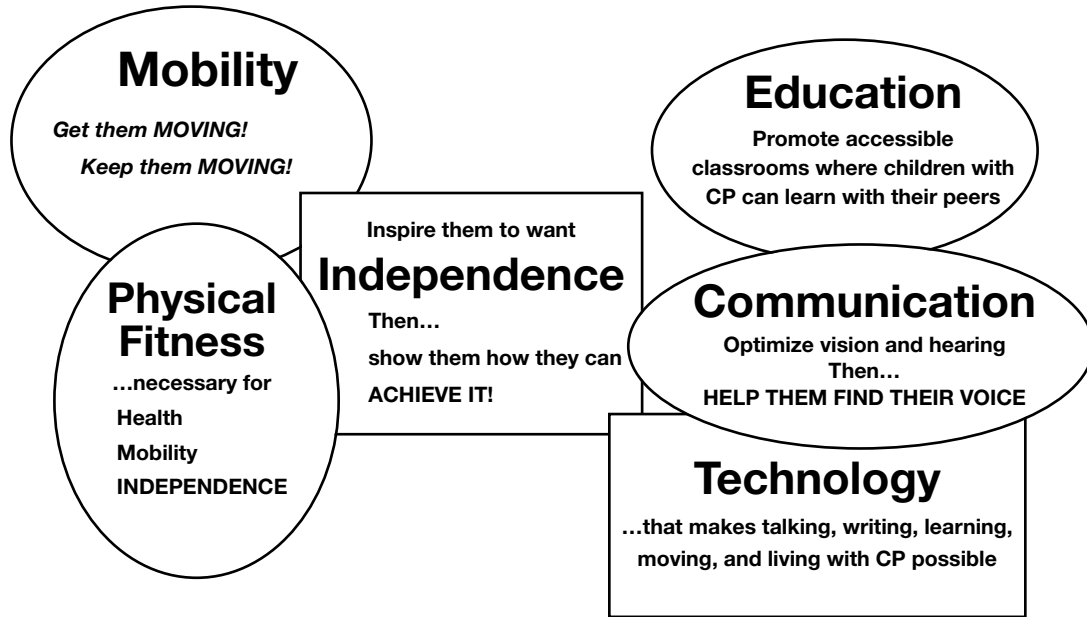 Mobility
Get them MOVING!
Keep them MOVING!
Education
Promote accessible
classrooms where children with
CP can learn with their peers
Inspire them to want
Independence
Then…
show them how they can
ACHIEVE IT!
Physical
Fitness
…necessary for
Health
Mobility
INDEPENDENCE
Communication
Optimize vision and hearing
Then…
HELP THEM FIND THEIR VOICE
Technology
…that makes talking, writing, learning,
moving, and living with CP possible